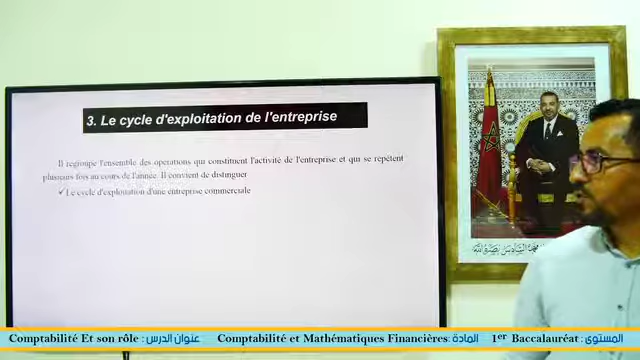 3. Le cycle d'exploitation de l'entreprise
Il regroupe l'ensemble des operations qui constituent l'activité de l'entreprise et qui se repétent
plusieurs fois au cours de l'année. Il convient de distinguer
✓ Le cycle d'exploitation d'une entreprise commerciale
Comptabilité Et son rôle : عنوان الدرس Comptabilité et Mathématiques Financières : المادة 1er Baccalauréat : المستوى